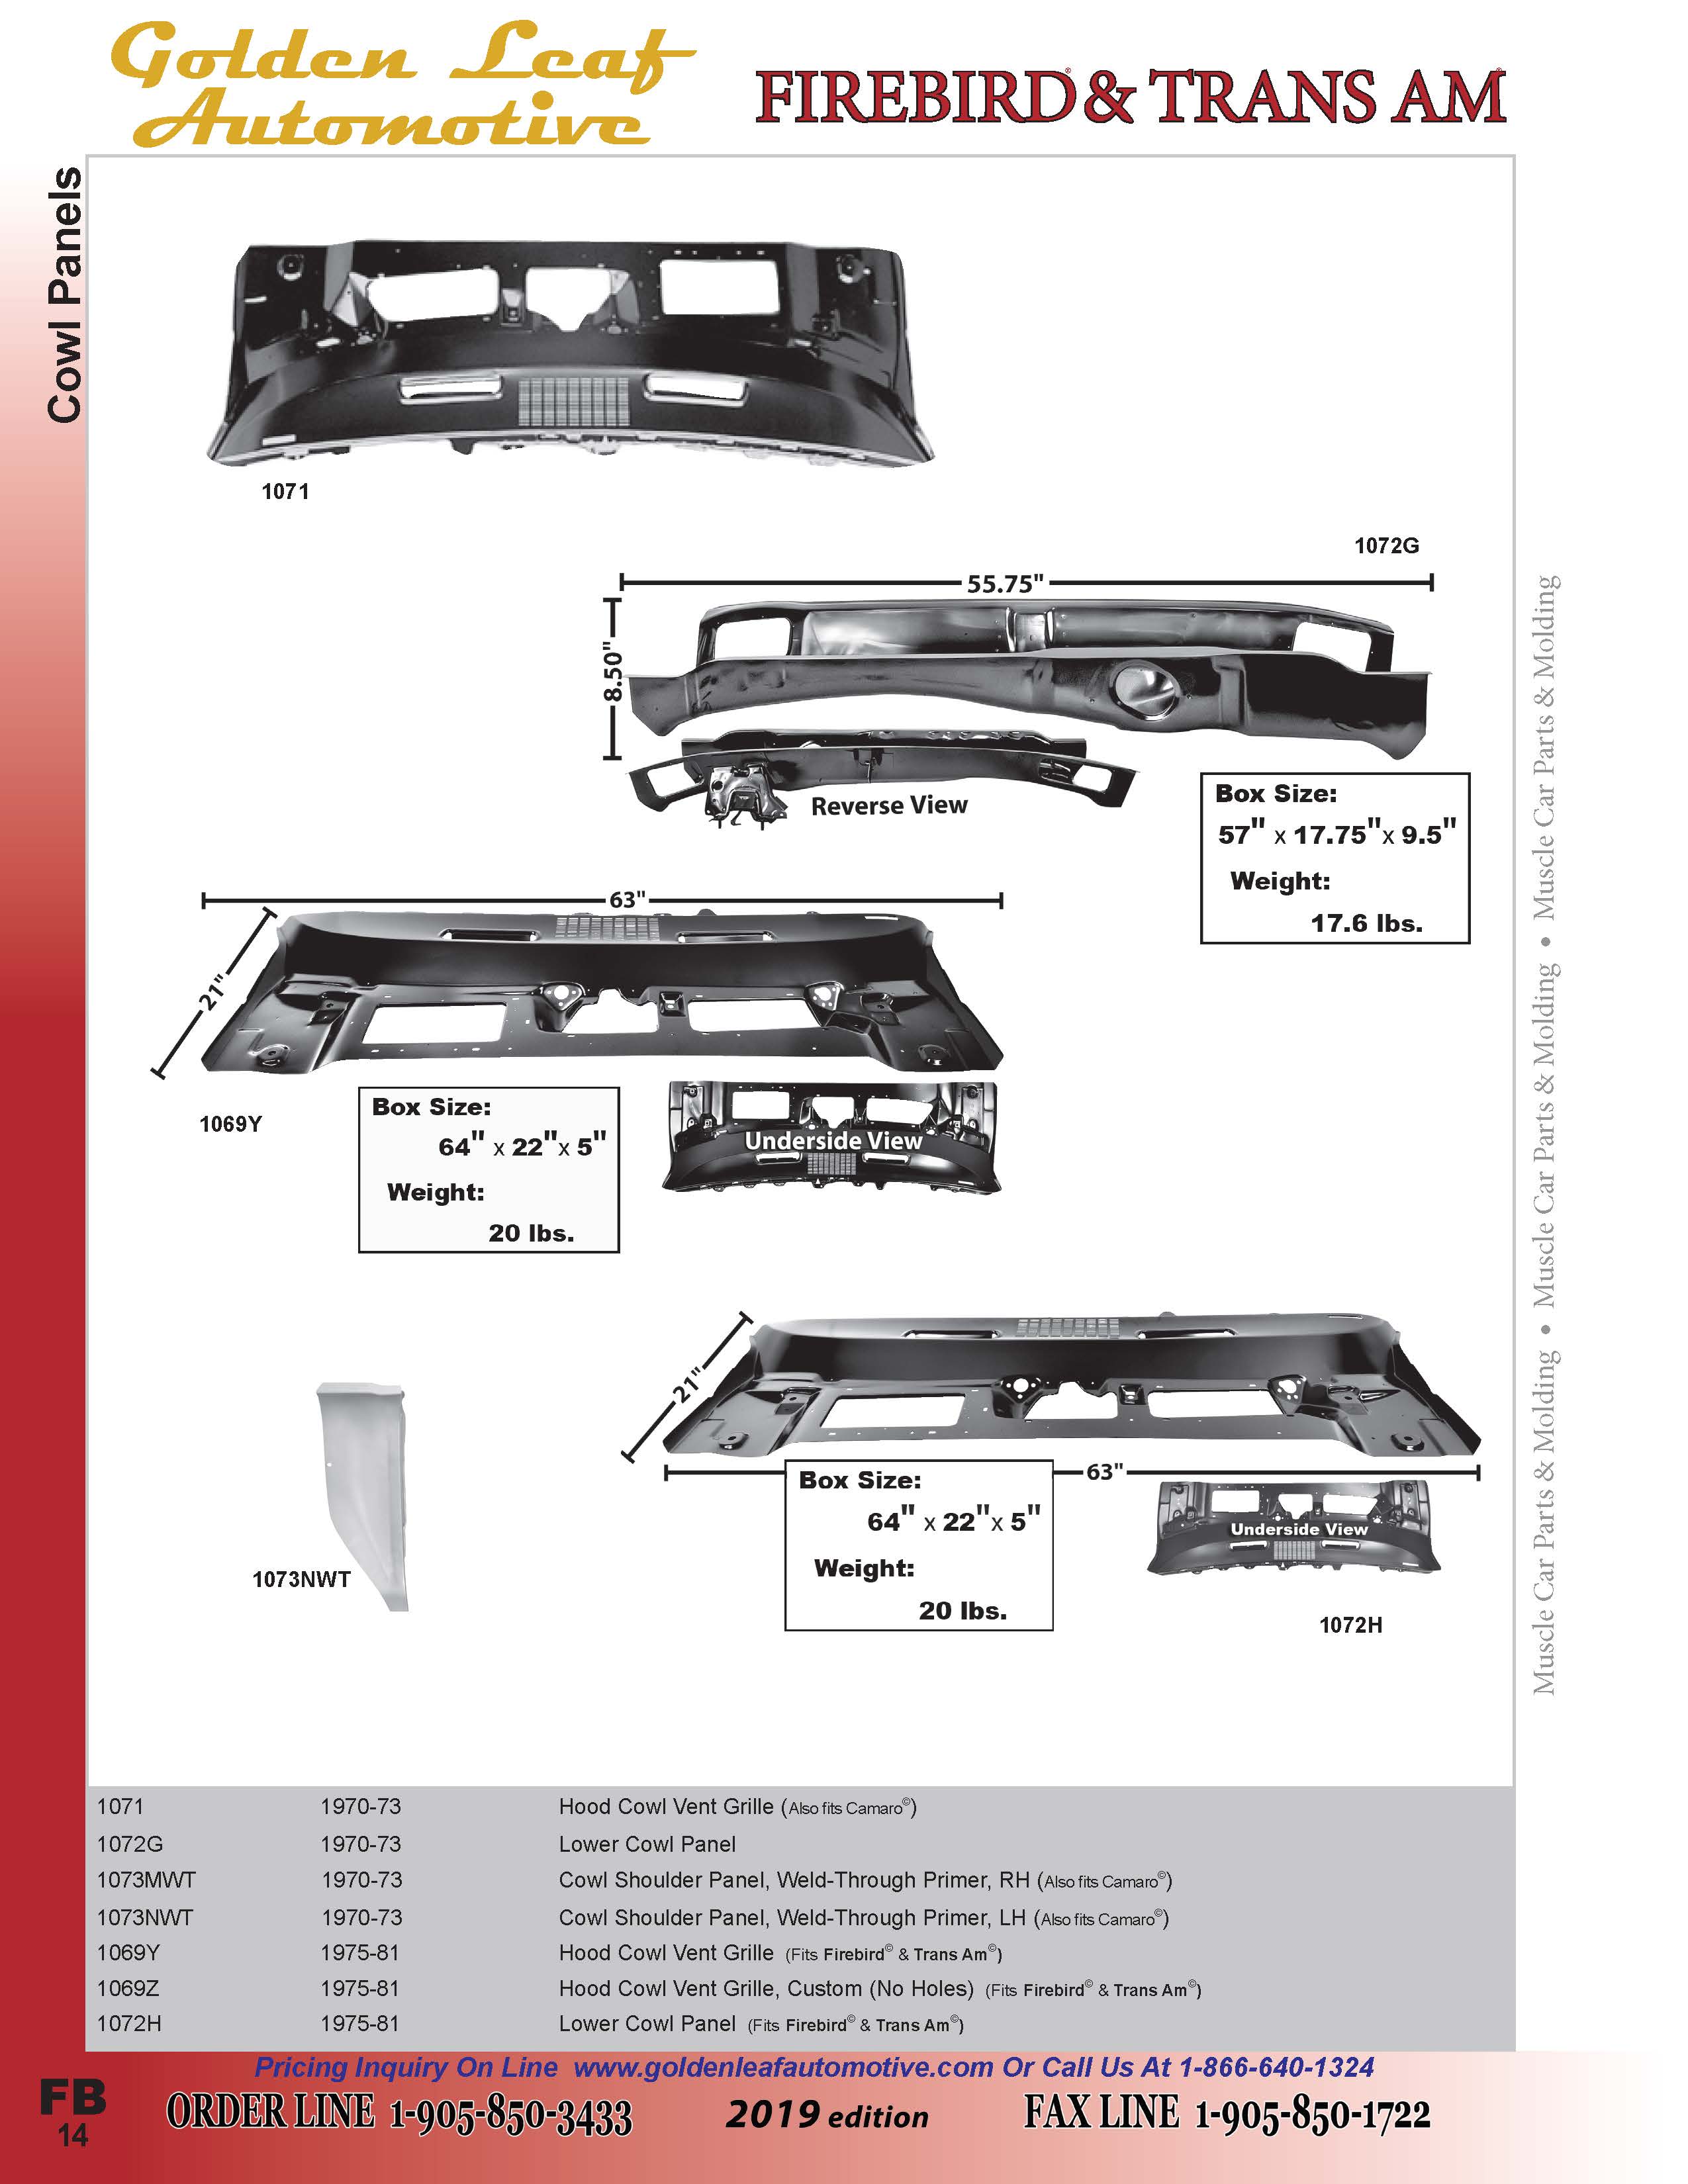 Golden Leaf
Automotive
FIREBIRD® & TRANS AM®
Cowl Panels
1071
1072G
55.75"
8.50"
Reverse View
Box Size:
57" x 17.75" x 9.5"
Weight:
17.6 lbs.
63"
21"
1069Y
Box Size:
64" x 22" x 5"
Weight:
20 lbs.
Underside View
21"
63"
1073NWT
Box Size:
64" x 22" x 5"
Weight:
20 lbs.
Underside View
1072H
Muscle Car Parts & Molding • Muscle Car Parts & Molding • Muscle Car Parts & Molding
1071 1970-73 Hood Cowl Vent Grille (Also fits Camaro©)
1072G 1970-73 Lower Cowl Panel
1073MWT 1970-73 Cowl Shoulder Panel, Weld-Through Primer, RH (Also fits Camaro©)
1073NWT 1970-73 Cowl Shoulder Panel, Weld-Through Primer, LH (Also fits Camaro©)
1069Y 1975-81 Hood Cowl Vent Grille (Fits Firebird© & Trans Am©)
1069Z 1975-81 Hood Cowl Vent Grille, Custom (No Holes) (Fits Firebird© & Trans Am©)
1072H 1975-81 Lower Cowl Panel (Fits Firebird© & Trans Am©)
Pricing Inquiry On Line www.goldenleafautomotive.com Or Call Us At 1-866-640-1324
FB
14
ORDER LINE 1-905-850-3433
2019 edition
FAX LINE 1-905-850-1722